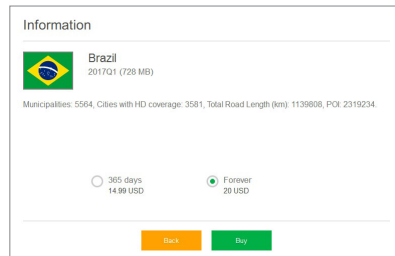 Information
Brazil
2017Q1 (728 MB)
Municipalities: 5564, Cities with HD coverage: 3581, Total Road Length (km): 1139808, POI: 2319234.
365 days
14.99 USD
Forever
20 USD
Back
Buy